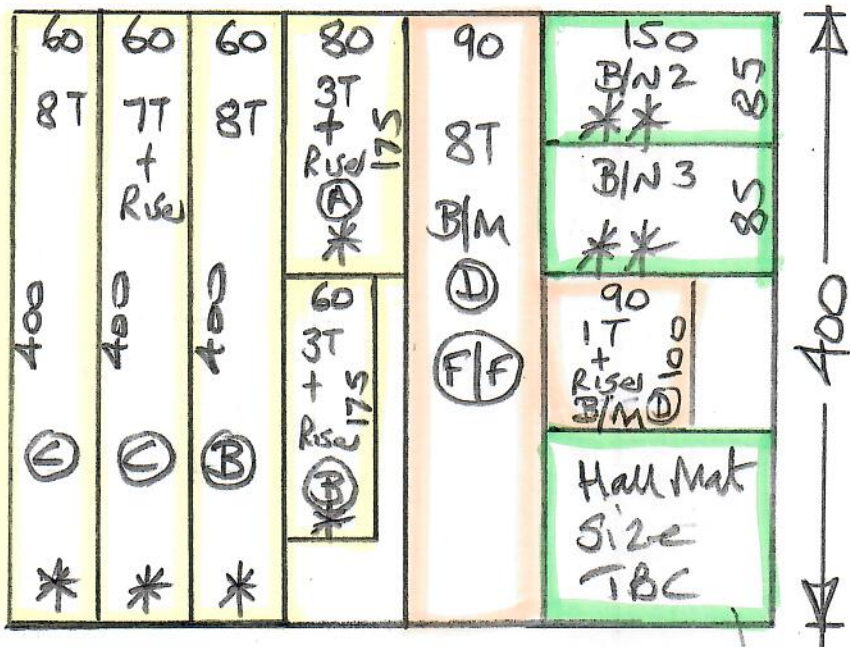 60
8T
400
C
*
60
7T
+
Riser
400
C
*
60
8T
400
B
*
80
3T
+
Riser
175
A
*
60
3T
+
Riser
175
B
*
90
8T
B/M
D
F/F
150
B/N 2
85
**
B/N 3
85
**
90
1T
+
Riser
100
B/M D
Hall Mat
Size
TBC
400